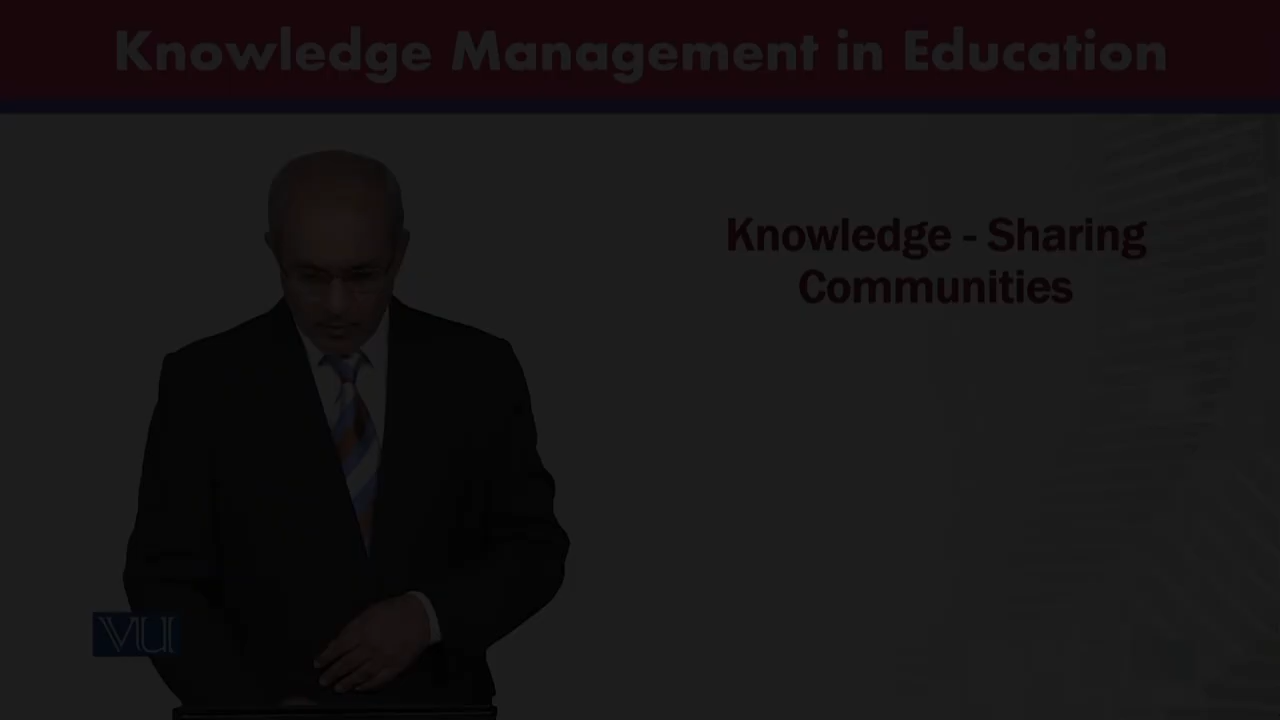 Knowledge Management in Education
Knowledge - Sharing
Communities
VU